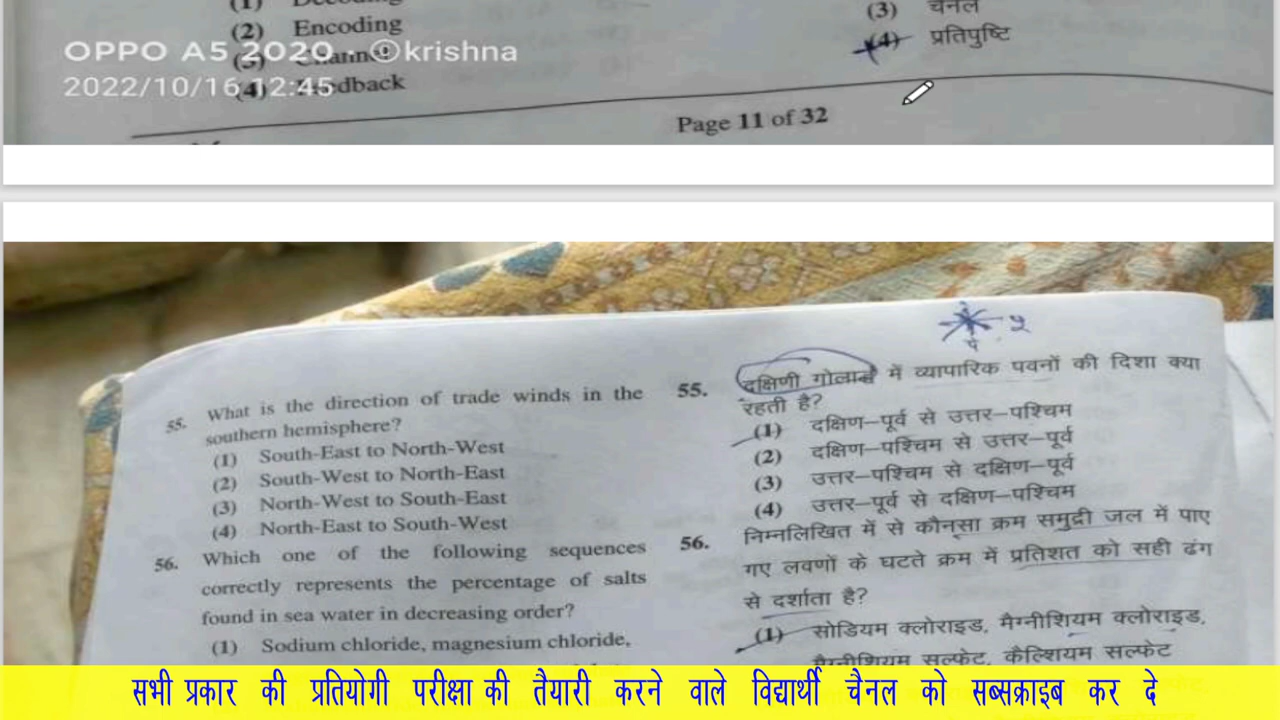 (1)
(2) Encoding
(3) चैनल
(4) प्रतिपुष्टि
OPPO A5 2020 · ©krishna
(3) Channel
2022/10/16 12:45
(4) Feedback
Page 11 of 32
55. What is the direction of trade winds in the
southern hemisphere?
(1) South-East to North-West
(2) South-West to North-East
(3) North-West to South-East
(4) North-East to South-West
56. Which one of the following sequences
correctly represents the percentage of salts
found in sea water in decreasing order?
(1) Sodium chloride, magnesium chloride,
55. दक्षिणी गोलार्द्ध में व्यापारिक पवनों की दिशा क्या
रहती है?
(1) दक्षिण–पूर्व से उत्तर–पश्चिम
(2) दक्षिण–पश्चिम से उत्तर–पूर्व
(3) उत्तर–पश्चिम से दक्षिण–पूर्व
(4) उत्तर–पूर्व से दक्षिण–पश्चिम
56. निम्नलिखित में से कौनसा क्रम समुद्री जल में पाए
गए लवणों के घटते क्रम में प्रतिशत को सही ढंग
से दर्शाता है?
(1) सोडियम क्लोराइड, मैग्नीशियम क्लोराइड,
मैग्नीशियम सल्फेट, कैल्शियम सल्फेट
सभी प्रकार की प्रतियोगी परीक्षा की तैयारी करने वाले विद्यार्थी चैनल को सब्सक्राइब कर दे